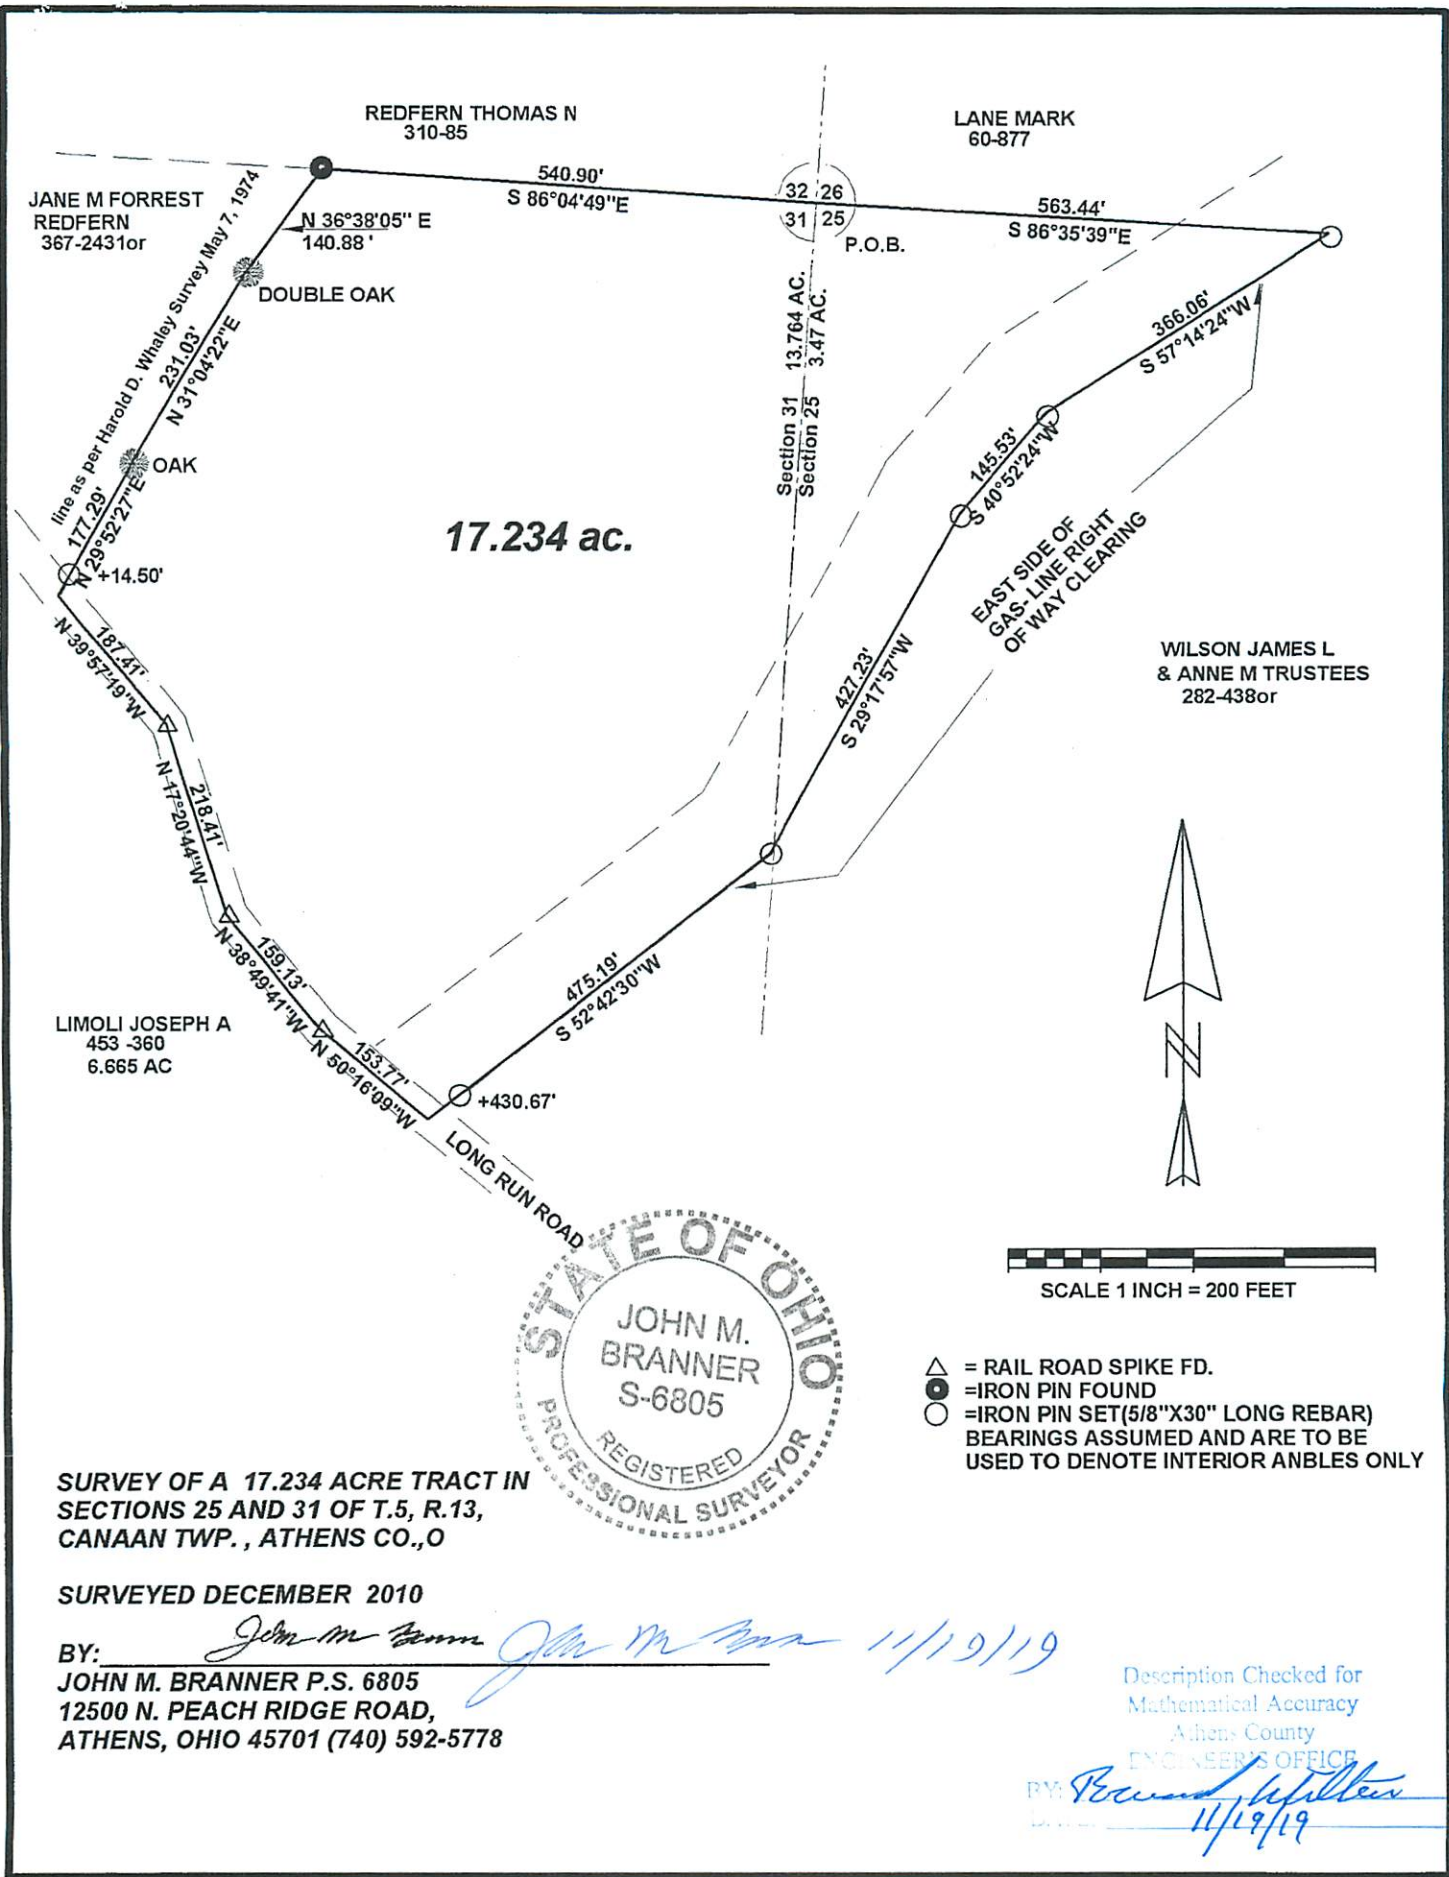 REDFERN THOMAS N
310-85
LANE MARK
60-877
JANE M FORREST
REDFERN
367-2431or
line as per Harold D. Whaley Survey May 7, 1974
540.90'
S 86°04'49"E
32 26
31 25
P.O.B.
563.44'
S 86°35'39"E
N 36°38'05" E
140.88 '
DOUBLE OAK
231.03'
N 31°04'22"E
OAK
177.29'
N 29°52'27"E
+14.50'
13.764 AC.
3.47 AC.
Section 31
Section 25
366.06'
S 57°14'24"W
145.53'
S 40°52'24"W
17.234 ac.
EAST SIDE OF
GAS- LINE RIGHT
OF WAY CLEARING
427.23'
S 29°17'57"W
WILSON JAMES L
& ANNE M TRUSTEES
282-438or
187.41'
N 39°57'19"W
218.41'
N 17°20'44"W
159.13'
N 38°49'41"W
153.77'
N 50°16'09"W
475.19'
S 52°42'30"W
+430.67'
LIMOLI JOSEPH A
453 -360
6.665 AC
LONG RUN ROAD
N
SCALE 1 INCH = 200 FEET
STATE OF OHIO
JOHN M.
BRANNER
S-6805
REGISTERED
PROFESSIONAL SURVEYOR
= RAIL ROAD SPIKE FD.
=IRON PIN FOUND
=IRON PIN SET(5/8"X30" LONG REBAR)
BEARINGS ASSUMED AND ARE TO BE
USED TO DENOTE INTERIOR ANBLES ONLY
SURVEY OF A 17.234 ACRE TRACT IN
SECTIONS 25 AND 31 OF T.5, R.13,
CANAAN TWP. , ATHENS CO.,O
SURVEYED DECEMBER 2010
BY: John M 11/19/19
JOHN M. BRANNER P.S. 6805
12500 N. PEACH RIDGE ROAD,
ATHENS, OHIO 45701 (740) 592-5778
Description Checked for
Mathematical Accuracy
Athens County
ENGINEER'S OFFICE
BY:
11/19/19